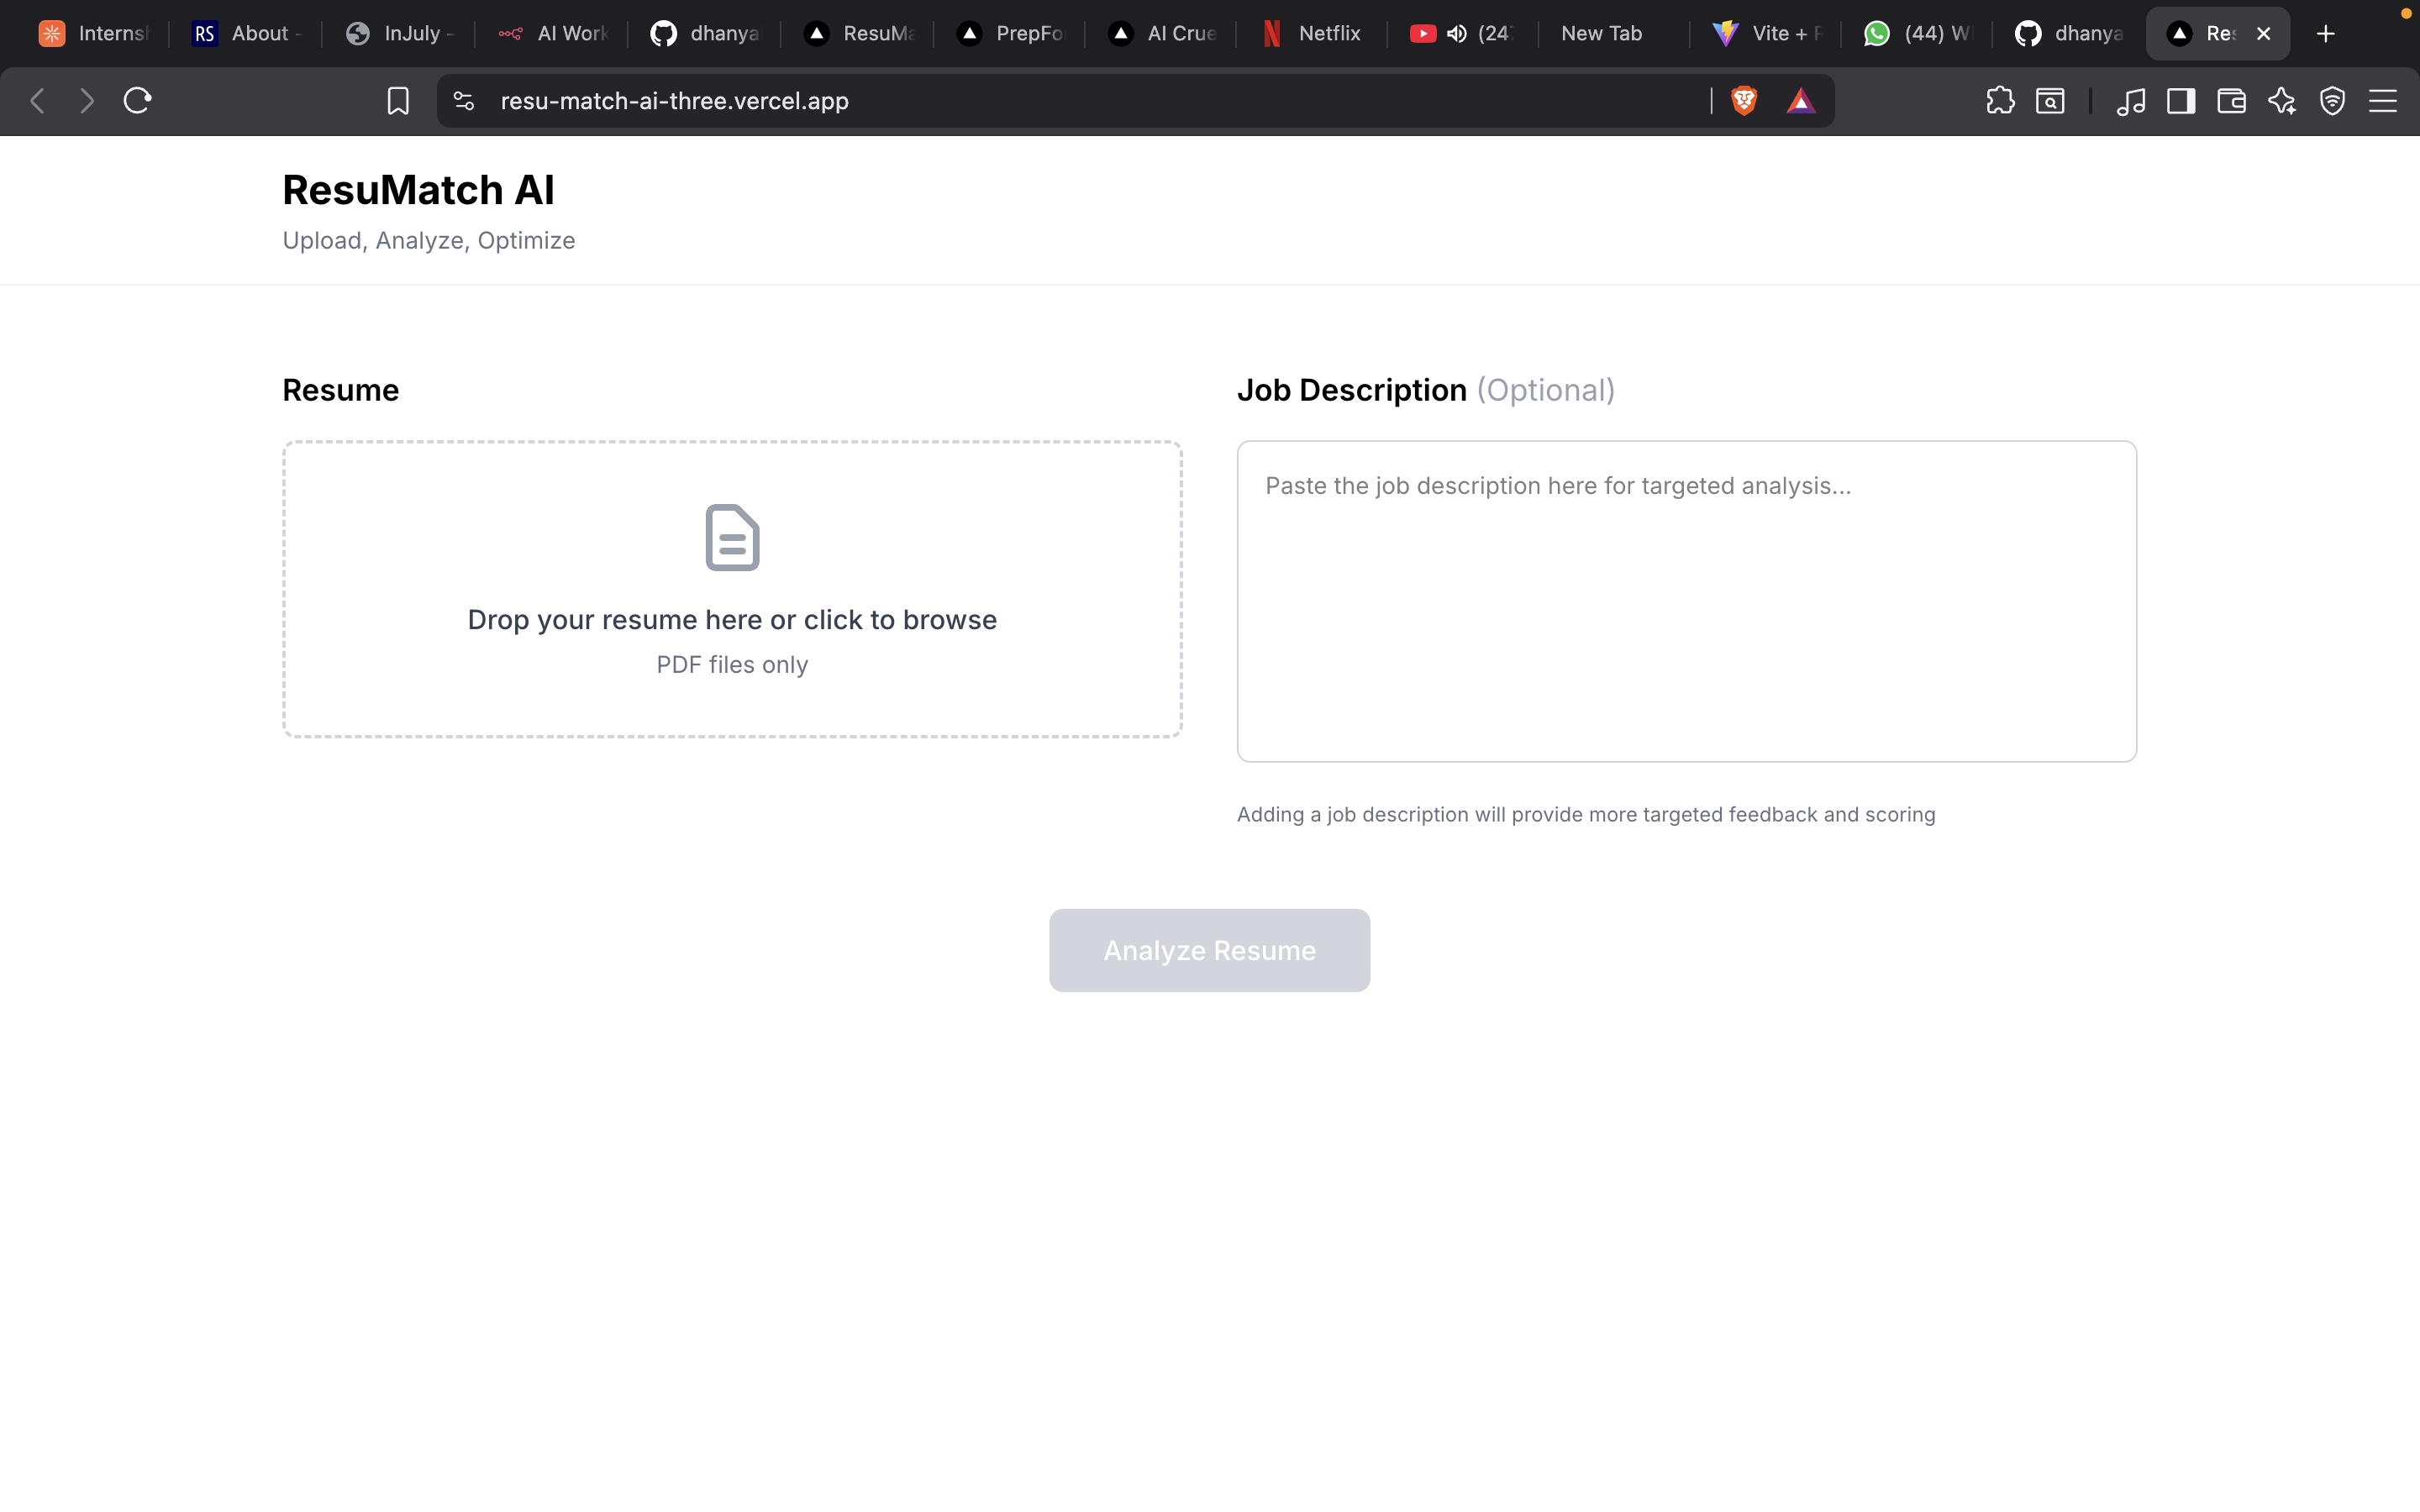 Interns
RS About -
InJuly -
AI Work
dhanya
ResuMa
PrepFo
AI Crue
Netflix
(24
New Tab
Vite +
(44) W
dhanya
Res
resu-match-ai-three.vercel.app
ResuMatch AI
Upload, Analyze, Optimize
Resume
Drop your resume here or click to browse
PDF files only
Job Description (Optional)
Paste the job description here for targeted analysis...
Adding a job description will provide more targeted feedback and scoring
Analyze Resume